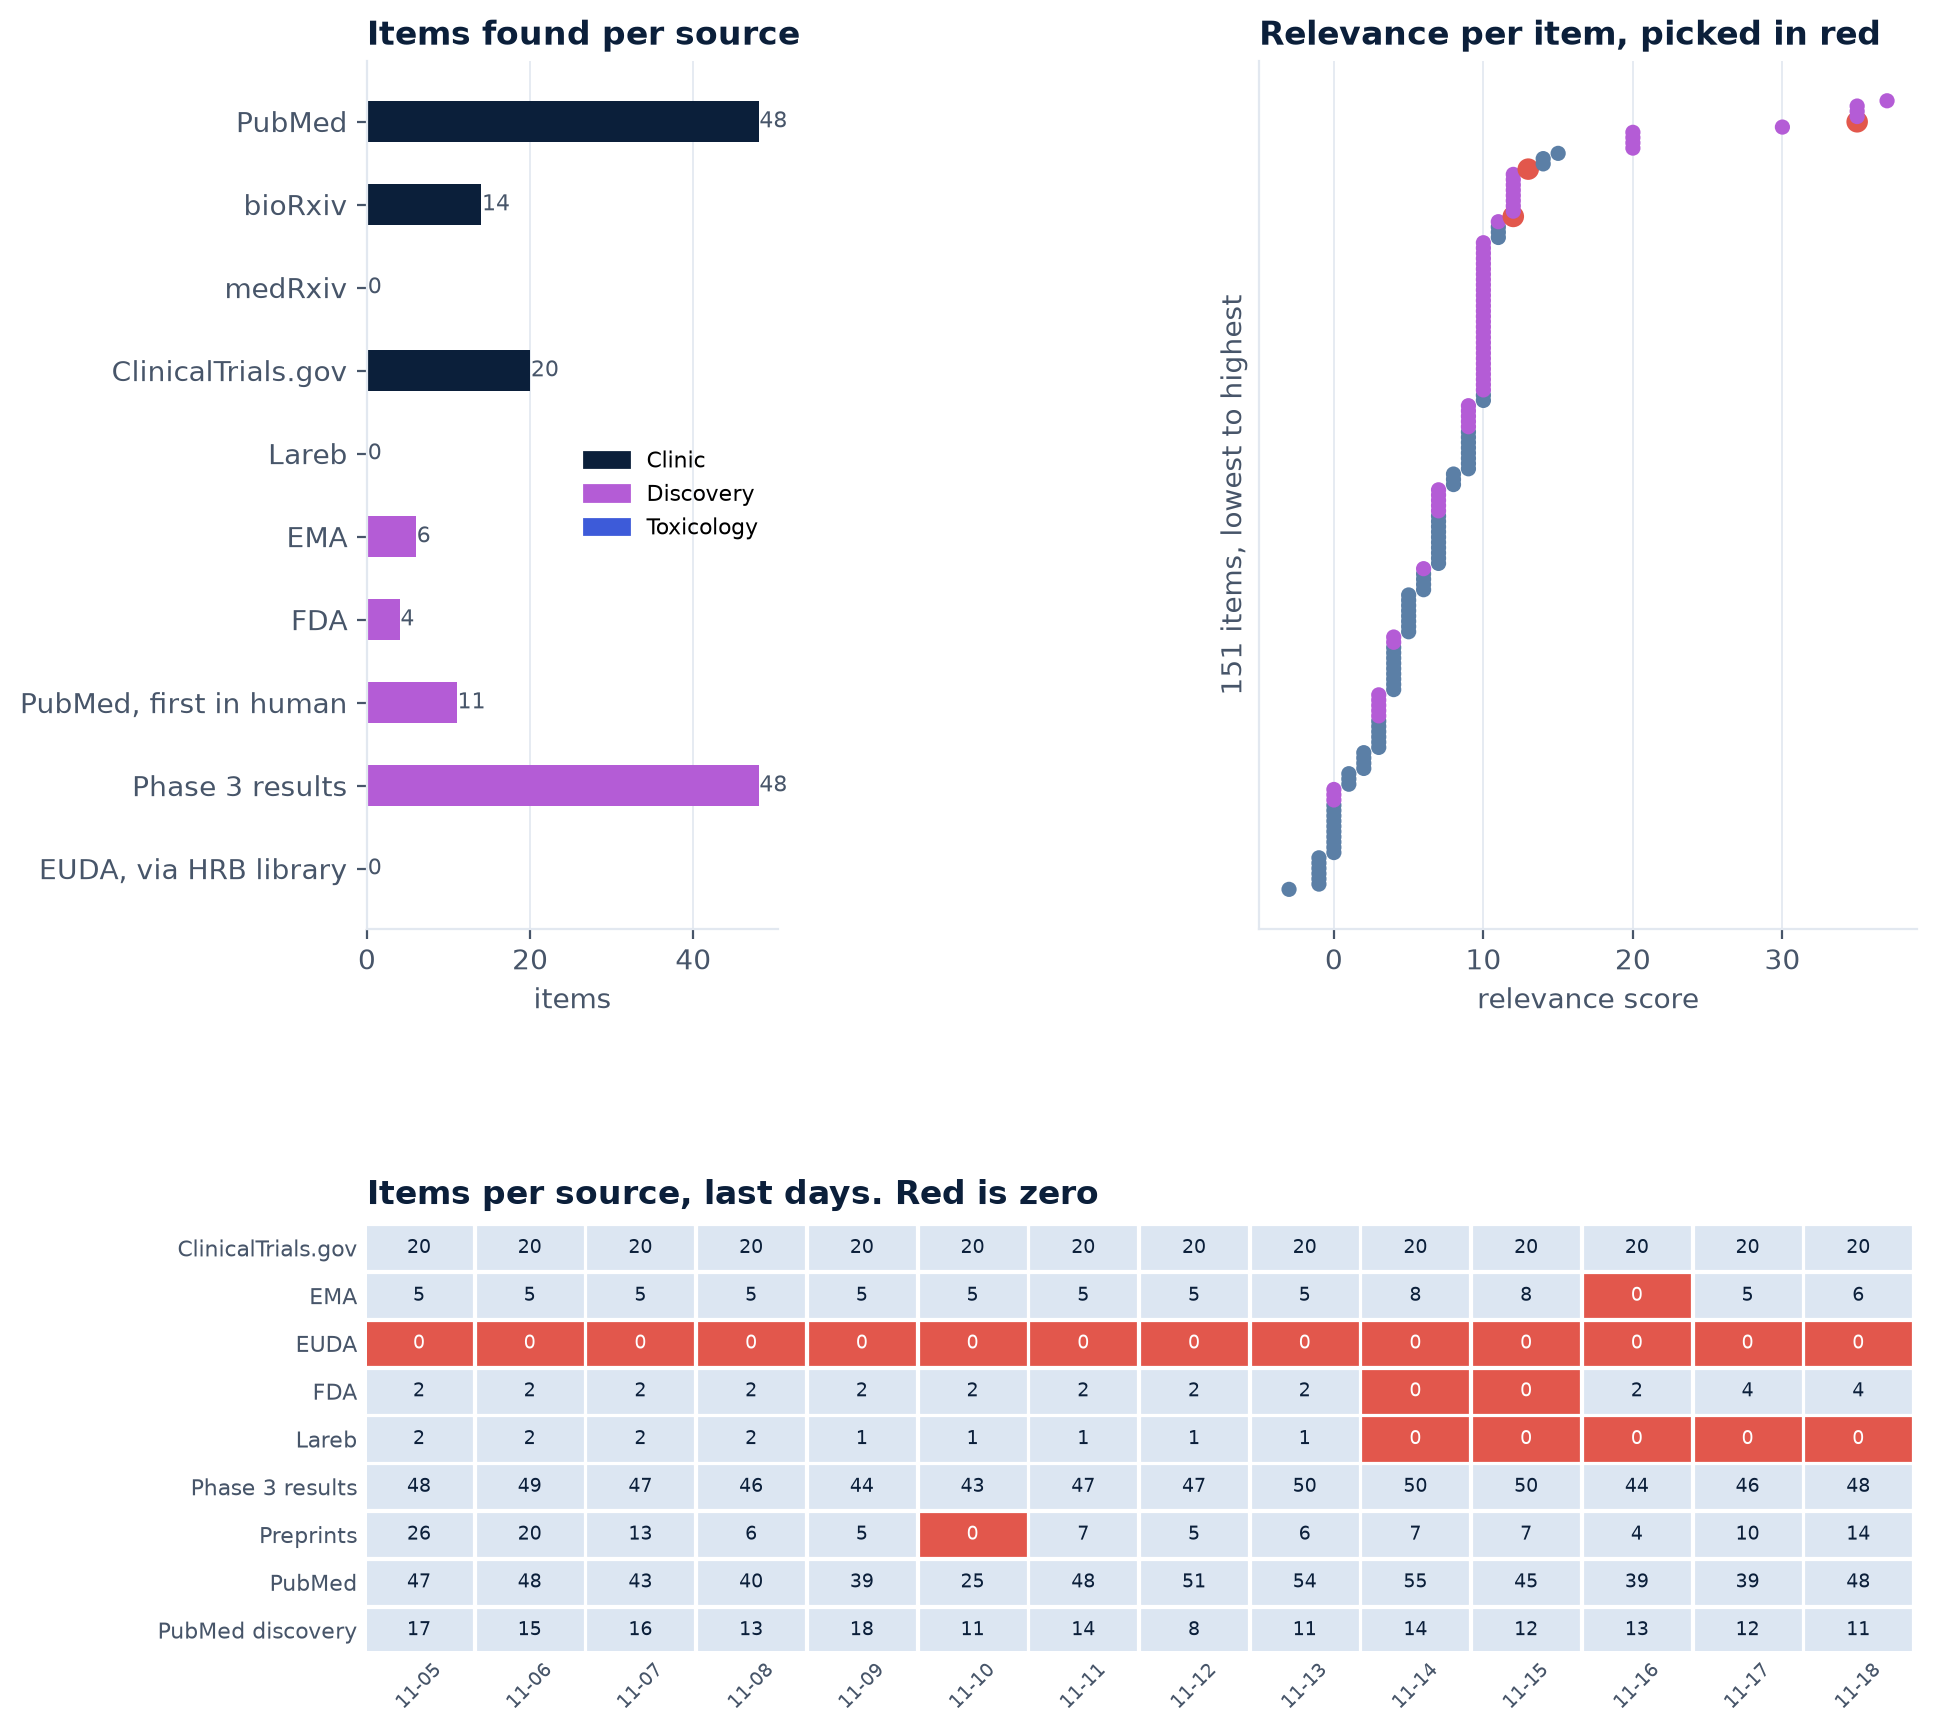 Items found per source
PubMed 48
bioRxiv 14
medRxiv 0
ClinicalTrials.gov 20
Lareb 0
EMA 6
FDA 4
PubMed, first in human 11
Phase 3 results 48
EUDA, via HRB library 0
Clinic
Discovery
Toxicology
0 20 40
items
Relevance per item, picked in red
151 items, lowest to highest
0 10 20 30
relevance score
Items per source, last days. Red is zero
ClinicalTrials.gov 20 20 20 20 20 20 20 20 20 20 20 20 20 20
EMA 5 5 5 5 5 5 5 5 5 8 8 0 5 6
EUDA 0 0 0 0 0 0 0 0 0 0 0 0 0 0
FDA 2 2 2 2 2 2 2 2 2 0 0 2 4 4
Lareb 2 2 2 2 1 1 1 1 1 0 0 0 0 0
Phase 3 results 48 49 47 46 44 43 47 47 50 50 50 44 46 48
Preprints 26 20 13 6 5 0 7 5 6 7 7 4 10 14
PubMed 47 48 43 40 39 25 48 51 54 55 45 39 39 48
PubMed discovery 17 15 16 13 18 11 14 8 11 14 12 13 12 11
11-05 11-06 11-07 11-08 11-09 11-10 11-11 11-12 11-13 11-14 11-15 11-16 11-17 11-18